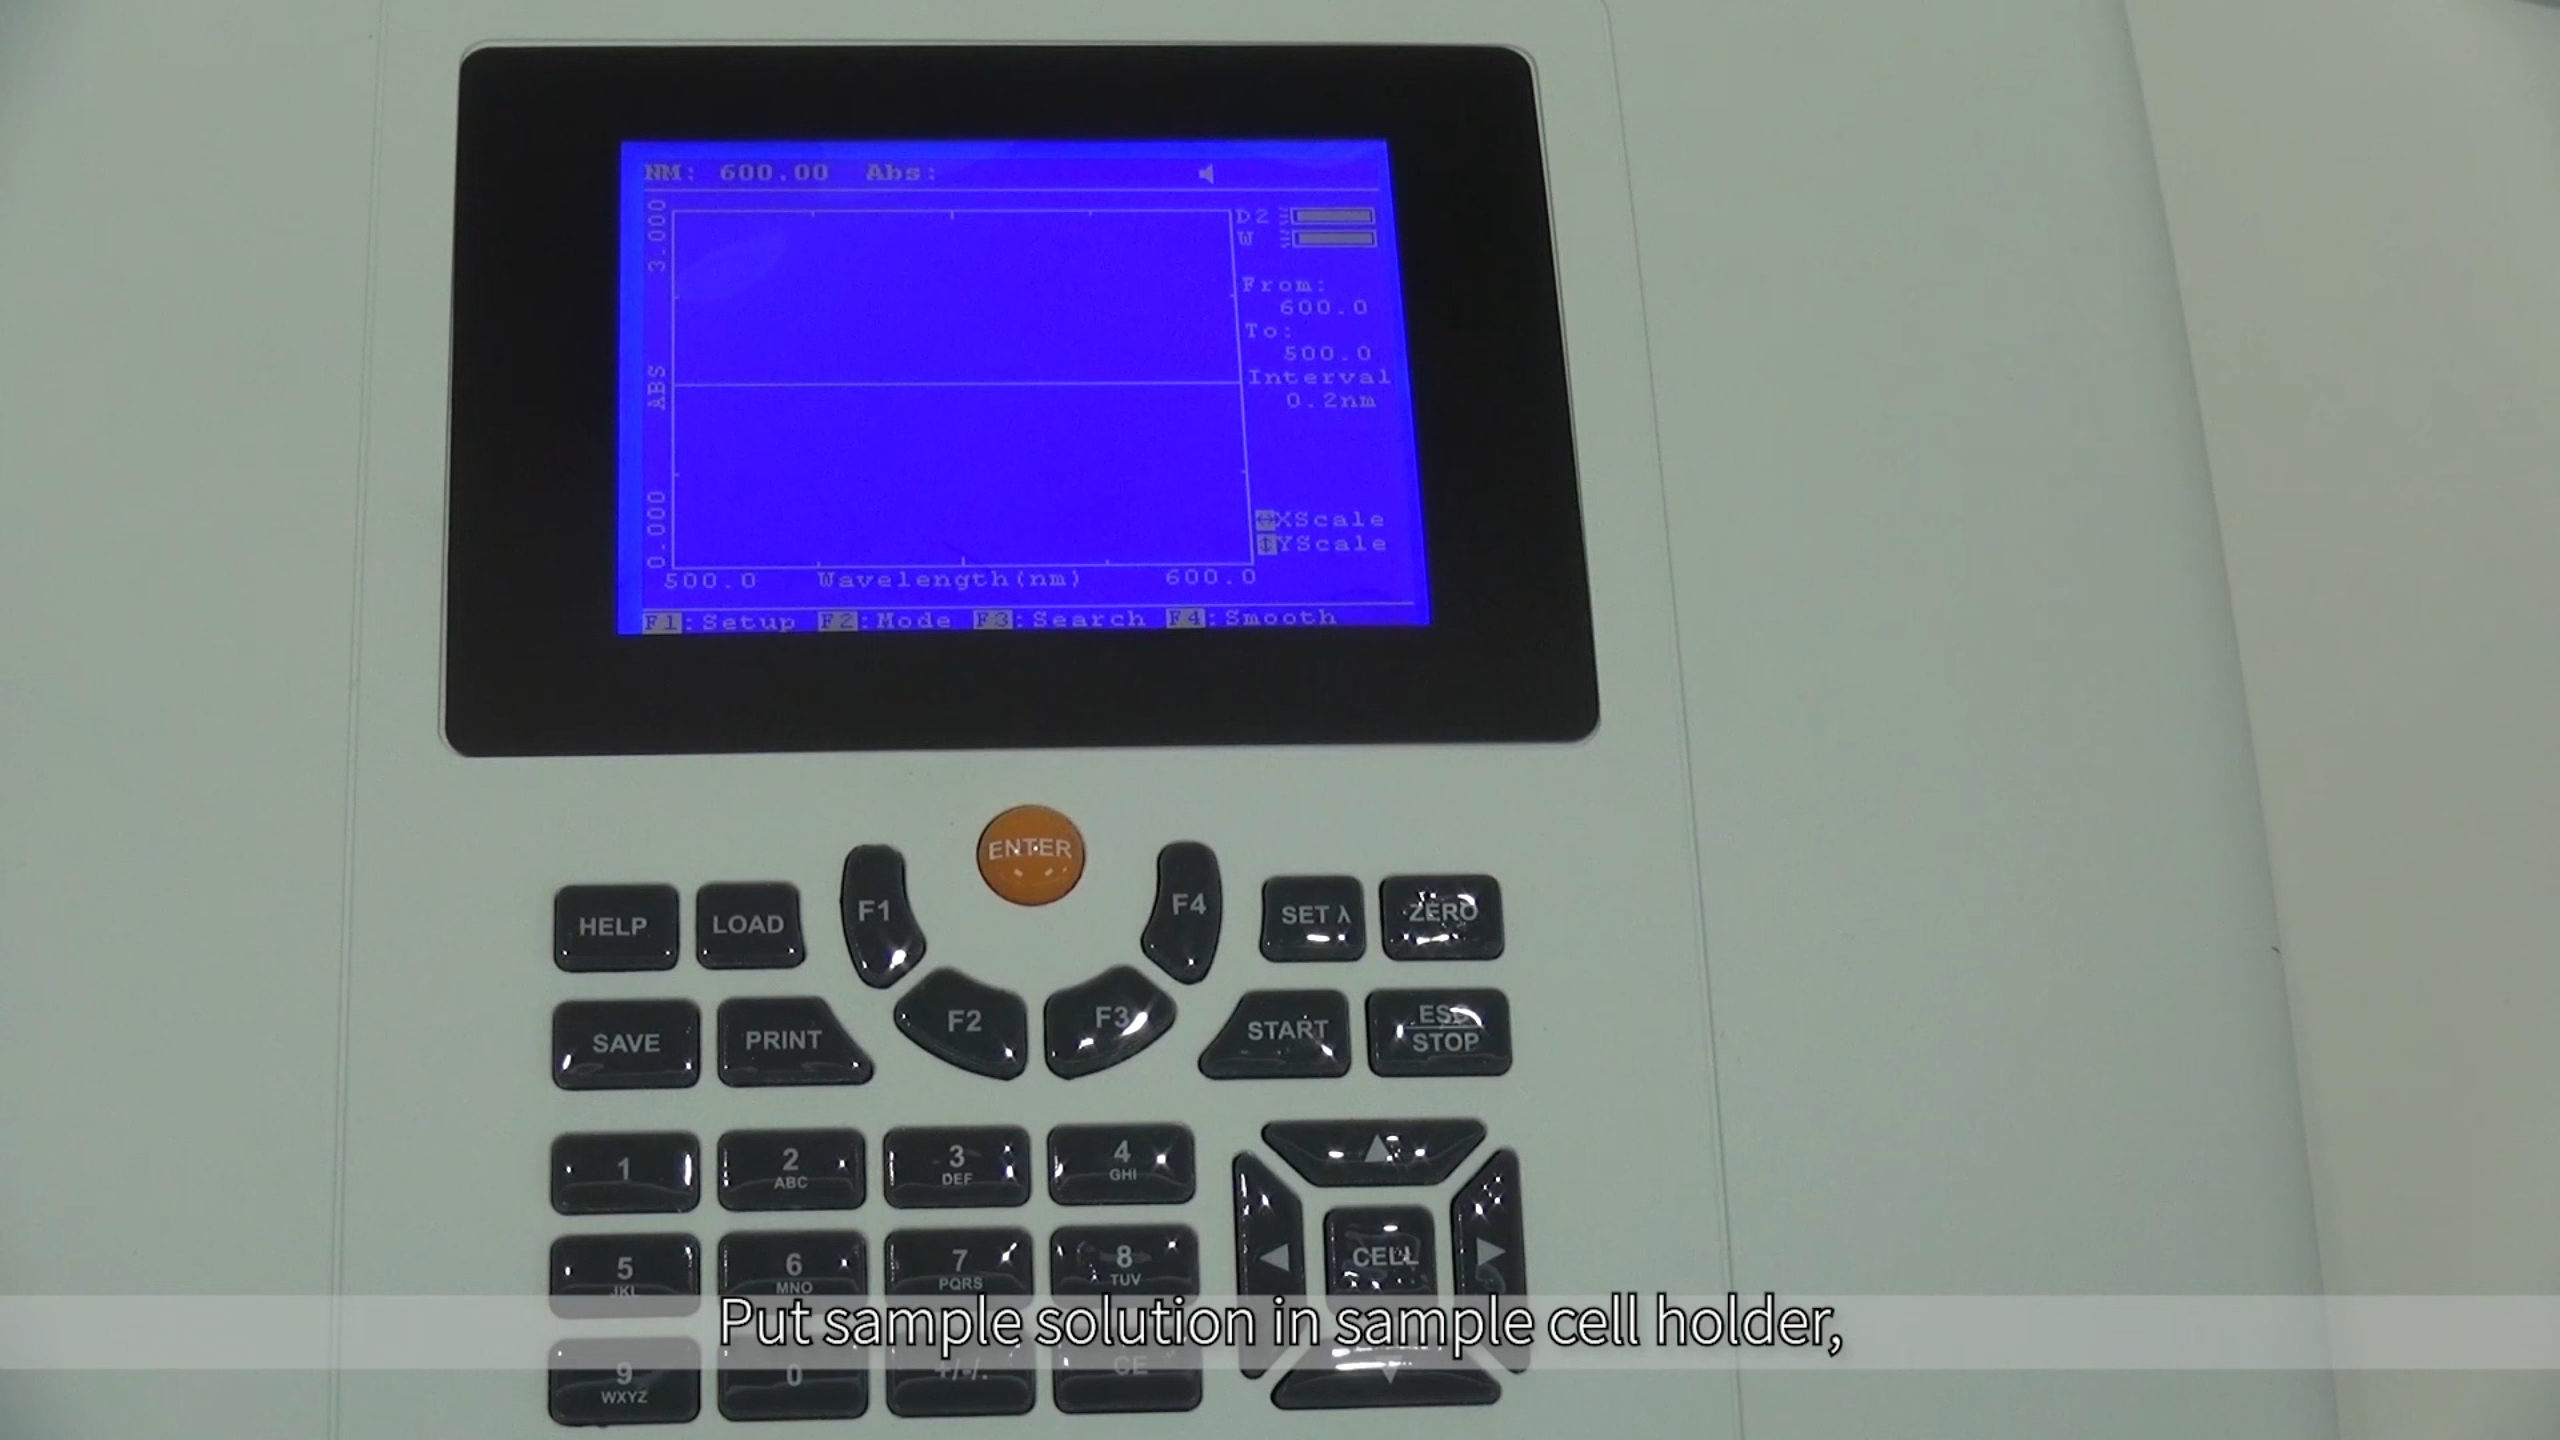 NM: 600.00 Abs:
3.000
ABS
0.000
D2
W
From:
600.0
To:
500.0
Interval
0.2nm
XScale
YScale
500.0 Wavelength(nm) 600.0
F1:Setup F2:Mode F3:Search F4:Smooth
ENTER
HELP LOAD F1 F4 SET λ ZERO
SAVE PRINT F2 F3 START ESC
STOP
1 2 3 4
ABC DEF GHI
5 6 7 8
JKL MNO PQRS TUV
CELL
Put sample solution in sample cell holder,
9 0 +/-/. CE
WXYZ